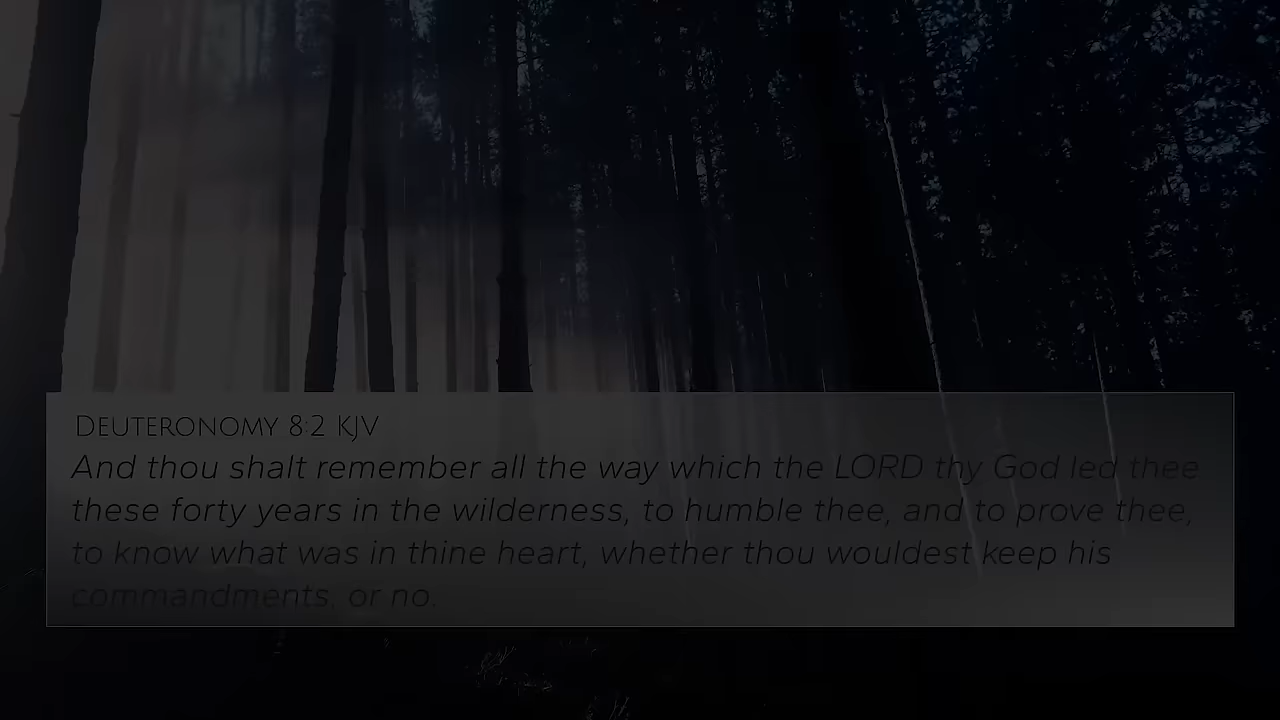 Deuteronomy 8:2 KJV
And thou shalt remember all the way which the LORD thy God led thee
these forty years in the wilderness, to humble thee, and to prove thee,
to know what was in thine heart, whether thou wouldest keep his
commandments, or no.